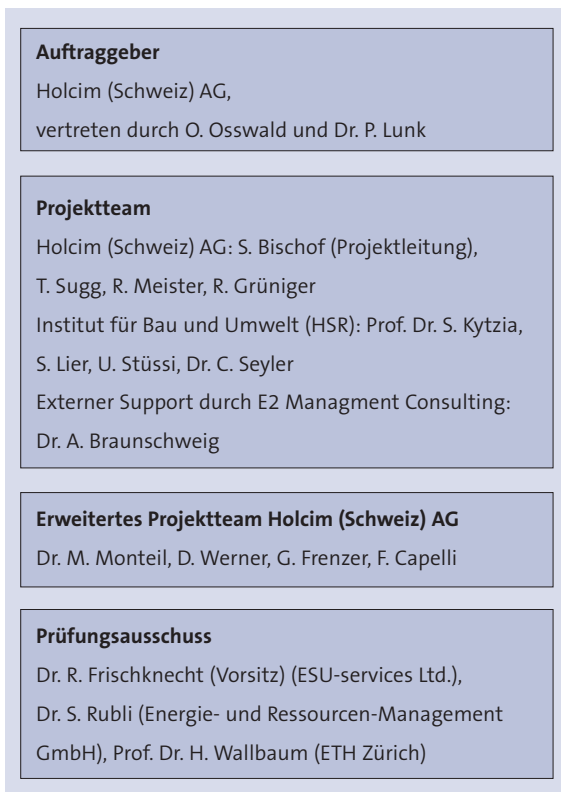 Auftraggeber
Holcim (Schweiz) AG,
vertreten durch O. Osswald und Dr. P. Lunk
Projektteam
Holcim (Schweiz) AG: S. Bischof (Projektleitung),
T. Sugg, R. Meister, R. Grüniger
Institut für Bau und Umwelt (HSR): Prof. Dr. S. Kytzia,
S. Lier, U. Stüssi, Dr. C. Seyler
Externer Support durch E2 Managment Consulting:
Dr. A. Braunschweig
Erweitertes Projektteam Holcim (Schweiz) AG
Dr. M. Monteil, D. Werner, G. Frenzer, F. Capelli
Prüfungsausschuss
Dr. R. Frischknecht (Vorsitz) (ESU-services Ltd.),
Dr. S. Rubli (Energie- und Ressourcen-Management
GmbH), Prof. Dr. H. Wallbaum (ETH Zürich)